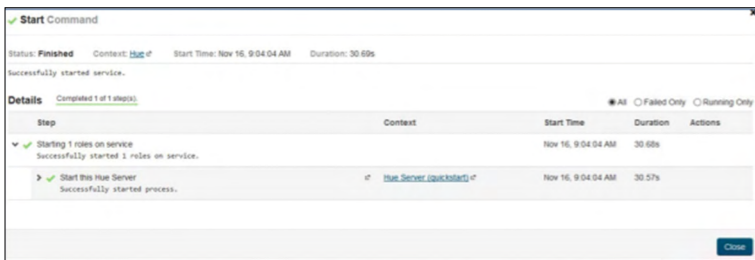 Start Command
Status: Finished Context: Hue Start Time: Nov 16, 9:04:04 AM Duration: 30.69s
Successfully started service.
Details Completed 1 of 1 step(s). All Failed Only Running Only
Step Context Start Time Duration Actions
Starting 1 roles on service Nov 16, 9:04:04 AM 30.68s
Successfully started 1 roles on service.
Start this Hue Server Hue Server (quickstart) Nov 16, 9:04:04 AM 30.57s
Successfully started process.
Close